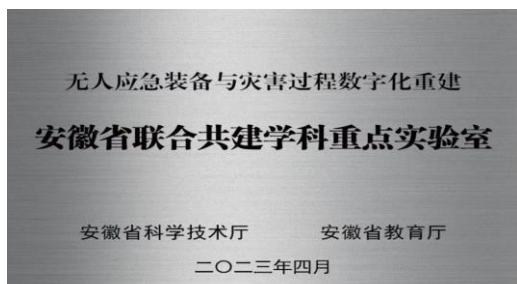 无人应急装备与灾害过程数字化重建
安徽省联合共建学科重点实验室
安徽省科学技术厅 安徽省教育厅
二〇二三年四月